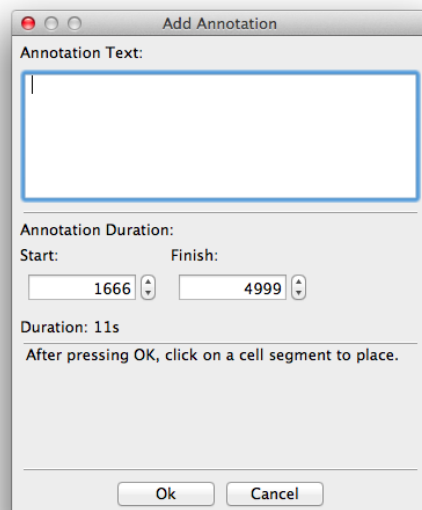 Add Annotation
Annotation Text:
Annotation Duration:
Start: Finish:
1666 4999
Duration: 11s
After pressing OK, click on a cell segment to place.
Ok Cancel